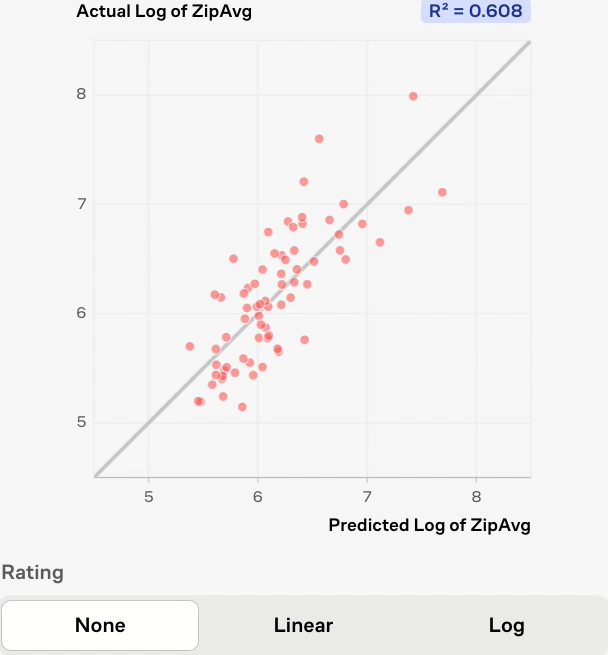 Actual Log of ZipAvg
R² = 0.608
8
7
6
5
5 6 7 8
Predicted Log of ZipAvg
Rating
None Linear Log